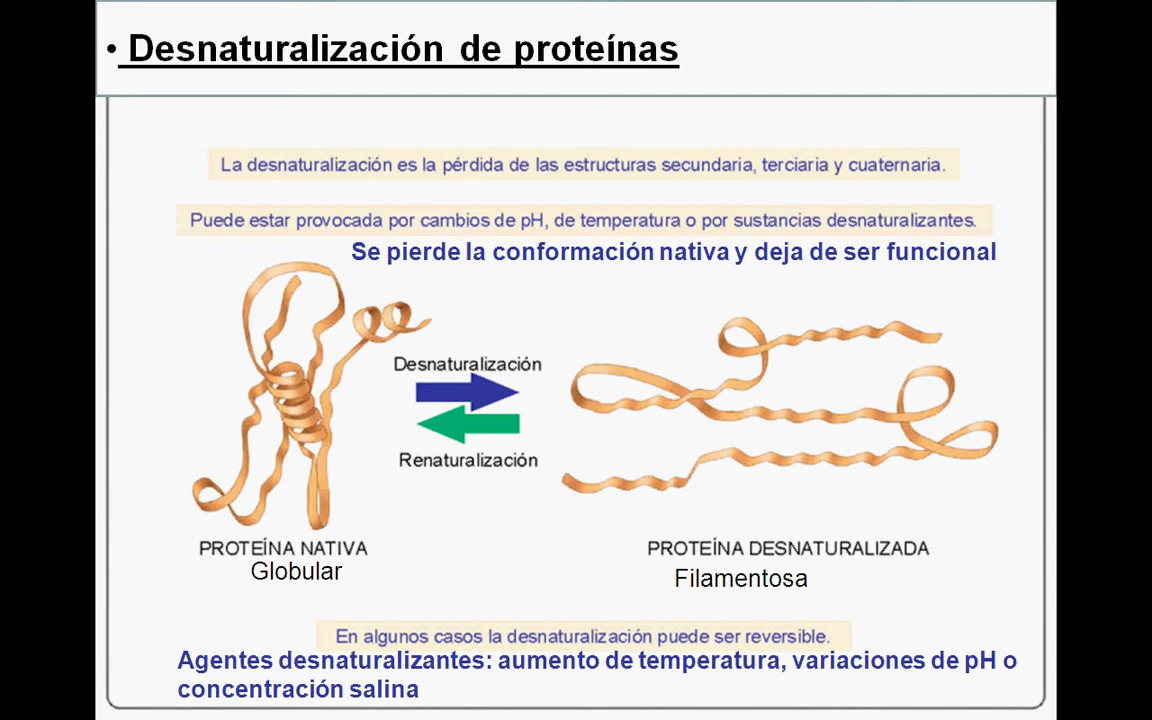 • Desnaturalización de proteínas
La desnaturalización es la pérdida de las estructuras secundaria, terciaria y cuaternaria.
Puede estar provocada por cambios de pH, de temperatura o por sustancias desnaturalizantes.
Se pierde la conformación nativa y deja de ser funcional
Desnaturalización
Renaturalización
PROTEÍNA NATIVA
Globular
PROTEÍNA DESNATURALIZADA
Filamentosa
En algunos casos la desnaturalización puede ser reversible.
Agentes desnaturalizantes: aumento de temperatura, variaciones de pH o
concentración salina